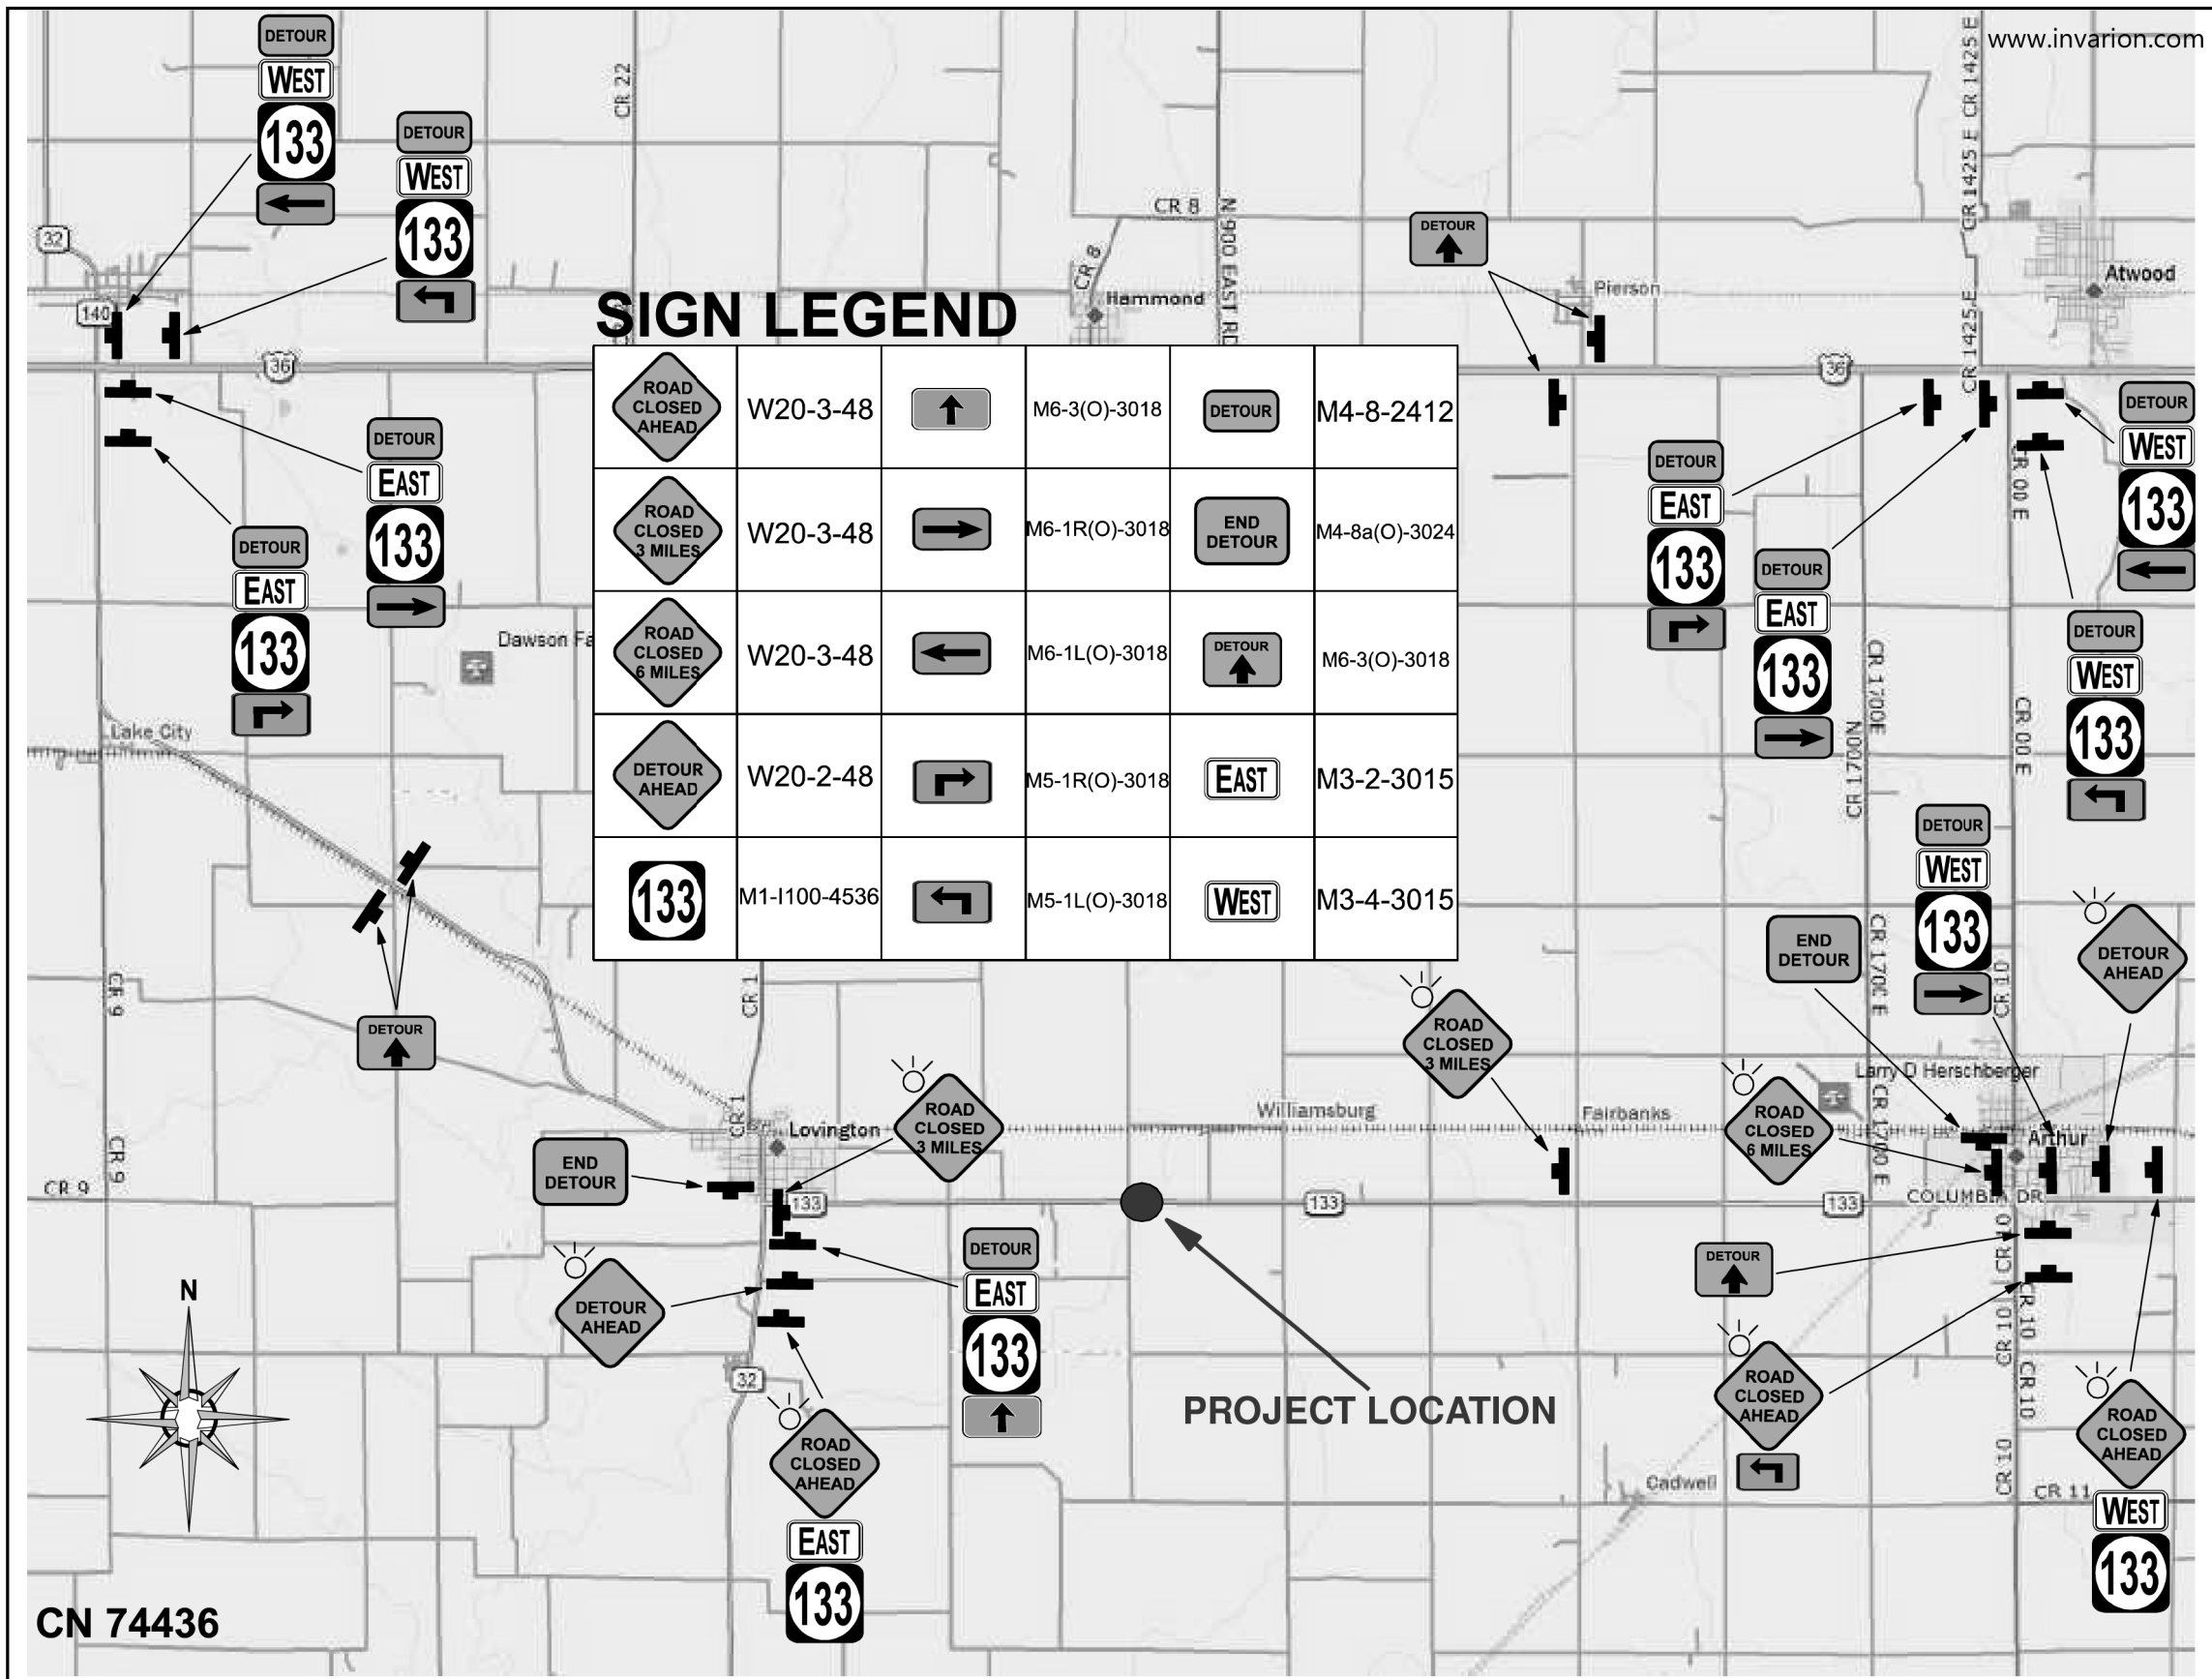 www.invarion.com
DETOUR
WEST
133
DETOUR
WEST
133
CR 22
CR 8
CR 8
N 900 EAST RD
CR 1425 E
CR 1425 E
CR 1425 E
CR 1425 E
32
140
36
Hammond
DETOUR
Pierson
Atwood
36
SIGN LEGEND
ROAD
CLOSED
AHEAD
W20-3-48
M6-3(O)-3018
DETOUR
M4-8-2412
ROAD
CLOSED
3 MILES
W20-3-48
M6-1R(O)-3018
END
DETOUR
M4-8a(O)-3024
ROAD
CLOSED
6 MILES
W20-3-48
M6-1L(O)-3018
DETOUR
M6-3(O)-3018
DETOUR
AHEAD
W20-2-48
M5-1R(O)-3018
EAST
M3-2-3015
133
M1-I100-4536
M5-1L(O)-3018
WEST
M3-4-3015
DETOUR
EAST
133
DETOUR
EAST
133
Dawson Fa
Lake City
DETOUR
EAST
133
DETOUR
EAST
133
DETOUR
WEST
133
DETOUR
WEST
133
CR 00 E
CR 00 E
CR 1700E
CR 1700N
DETOUR
WEST
133
END
DETOUR
DETOUR
AHEAD
CR 10
CR 1700 E
CR 1700 E
CR 9
CR 9
CR 9
CR 1
CR 1
DETOUR
ROAD
CLOSED
3 MILES
ROAD
CLOSED
3 MILES
Larry D Herschberger
Williamsburg
Fairbanks
ROAD
CLOSED
6 MILES
Arthur
Lovington
END
DETOUR
133
133
133
COLUMBIA DR
DETOUR
AHEAD
DETOUR
EAST
133
DETOUR
CR 10
CR 10
CR 10
CR 10
CR 10
CR 11
32
N
PROJECT LOCATION
ROAD
CLOSED
AHEAD
EAST
133
ROAD
CLOSED
AHEAD
Cadwell
ROAD
CLOSED
AHEAD
WEST
133
CN 74436